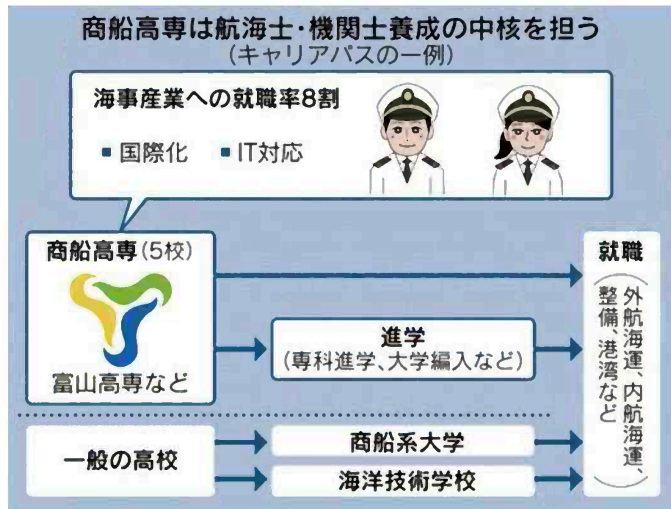 商船高専は航海士・機関士養成の中核を担う
(キャリアパスの一例)
海事産業への就職率8割
▪国際化 ▪IT対応
商船高専(5校)
富山高専など
進学
(専科進学、大学編入など)
就職
(外航海運、内航海運、
整備、港湾など)
一般の高校
商船系大学
海洋技術学校